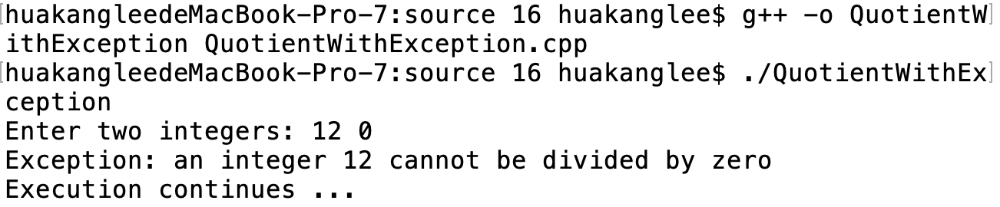 [huakangleedeMacBook-Pro-7:source 16 huakanglee$ g++ -o QuotientW]
ithException QuotientWithException.cpp
[huakangleedeMacBook-Pro-7:source 16 huakanglee$ ./QuotientWithEx]
ception
Enter two integers: 12 0
Exception: an integer 12 cannot be divided by zero
Execution continues ...